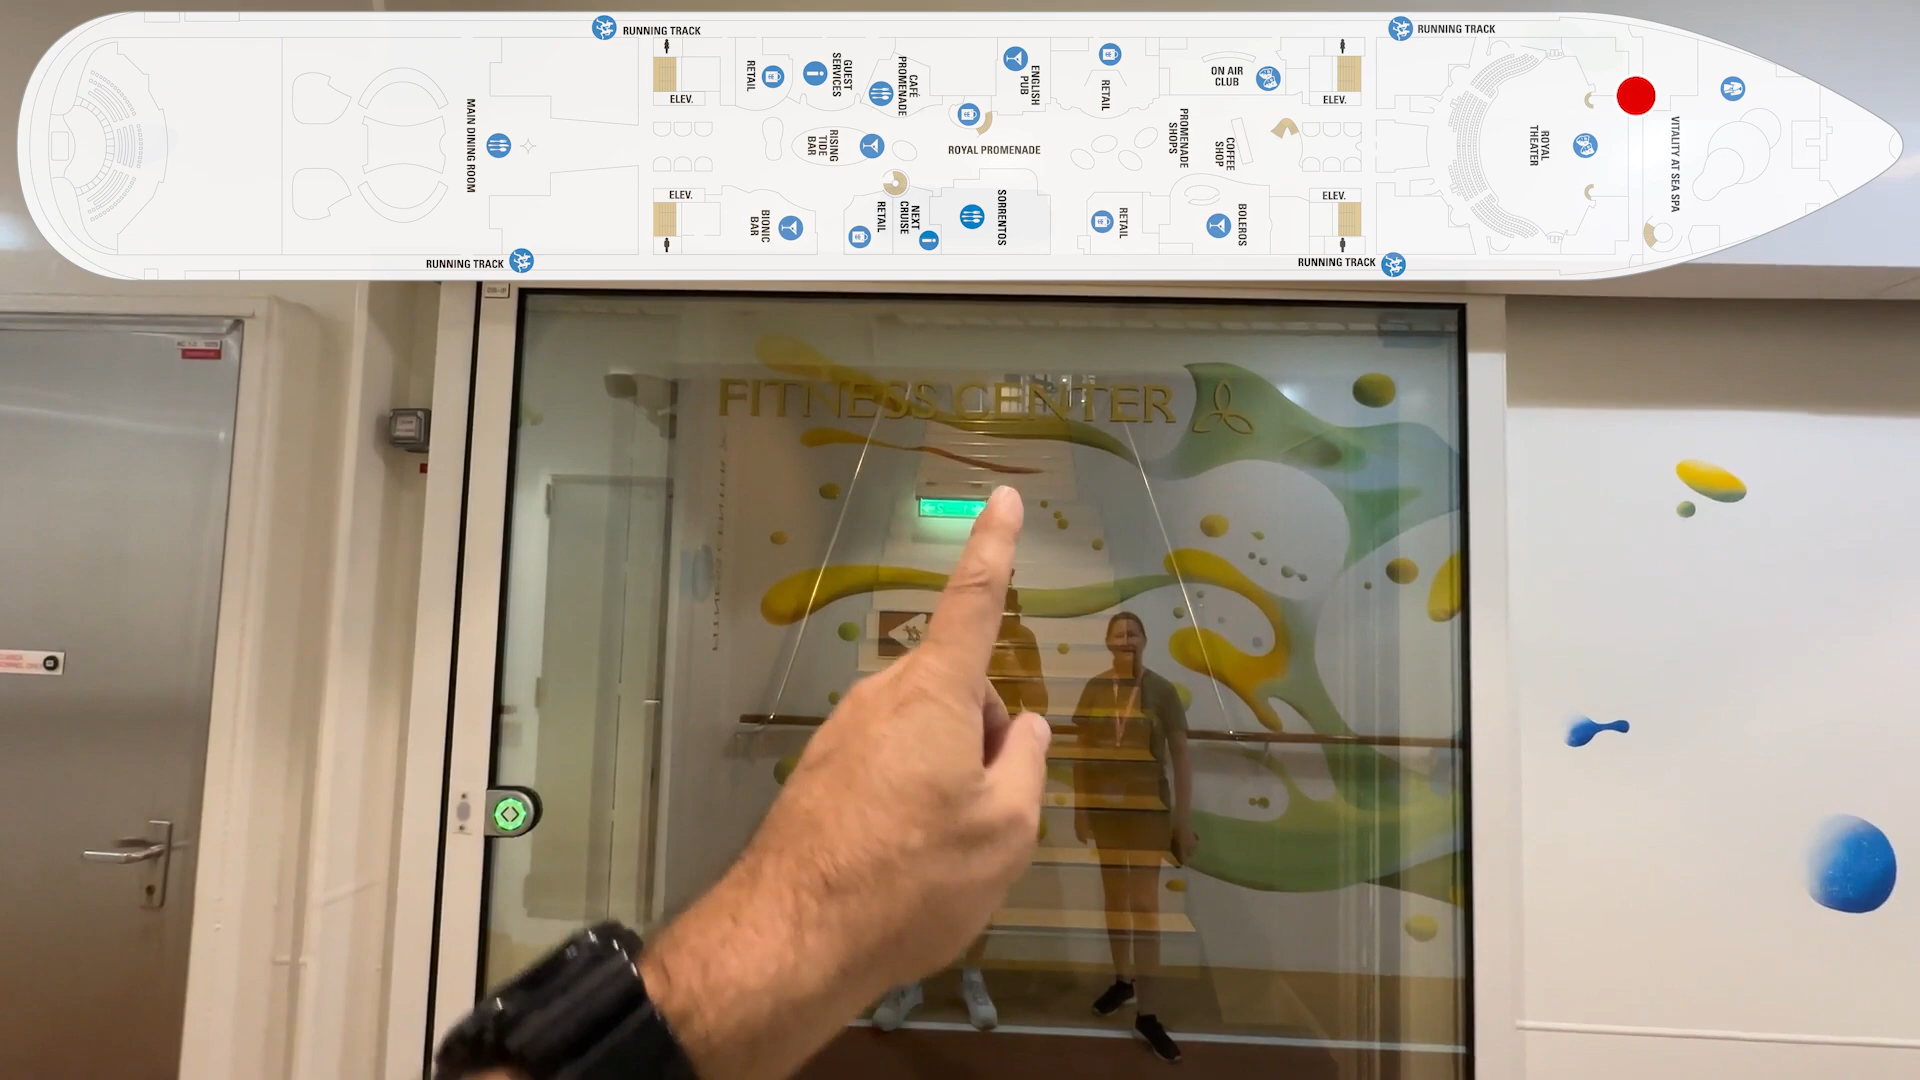 RUNNING TRACK
RUNNING TRACK
RETAIL
GUEST
SERVICES
CAFÉ
PROMENADE
ENGLISH
PUB
RETAIL
ON AIR
CLUB
ELEV.
ELEV.
MAIN DINING ROOM
RISING
TIDE
BAR
ROYAL PROMENADE
PROMENADE
SHOPS
COFFEE
SHOP
ROYAL
THEATER
VITALITY AT SEA SPA
ELEV.
ELEV.
BIONIC
BAR
RETAIL
NEXT
CRUISE
SORRENTOS
RETAIL
BOLEROS
RUNNING TRACK
RUNNING TRACK
FITNESS CENTER